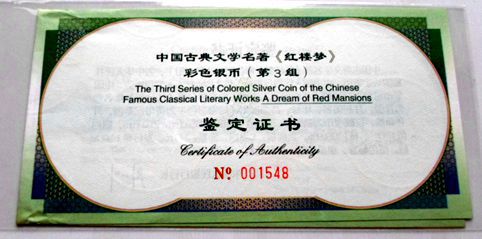 中国古典文学名著《红楼梦》
彩色银币（第3组）
The Third Series of Colored Silver Coin of the Chinese
Famous Classical Literary Works A Dream of Red Mansions
鉴定证书
Certificate of Authenticity
Nº 001548